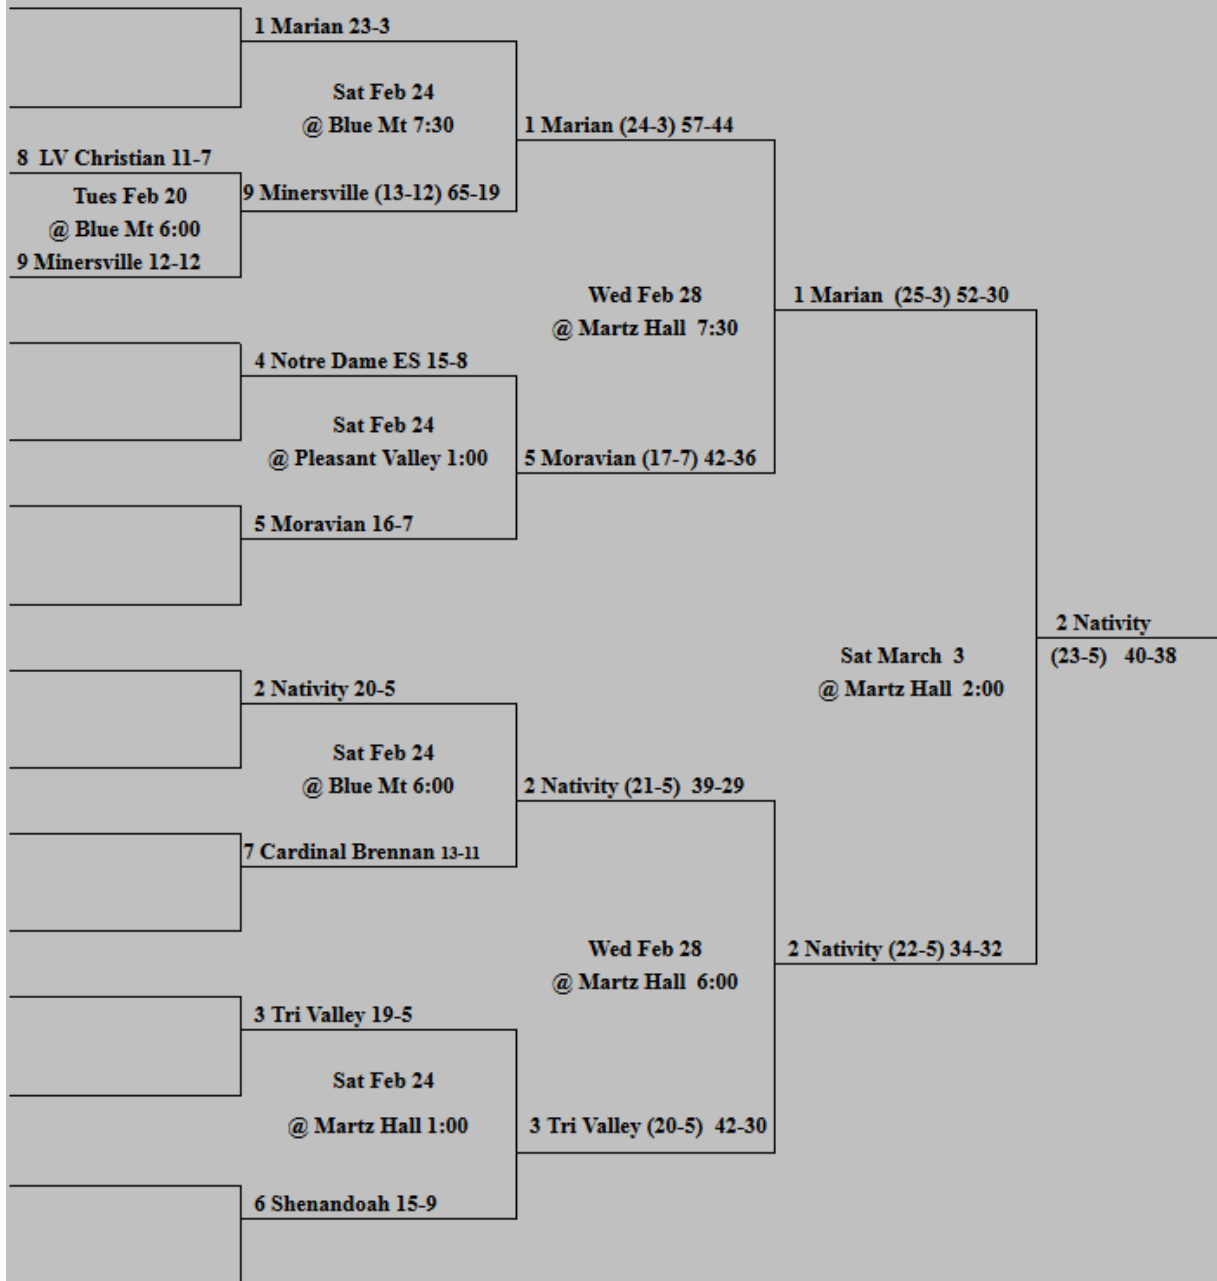 1 Marian 23-3
Sat Feb 24
@ Blue Mt 7:30
1 Marian (24-3) 57-44
8 LV Christian 11-7
Tues Feb 20
@ Blue Mt 6:00
9 Minersville 12-12
9 Minersville (13-12) 65-19
Wed Feb 28
@ Martz Hall 7:30
1 Marian (25-3) 52-30
4 Notre Dame ES 15-8
Sat Feb 24
@ Pleasant Valley 1:00
5 Moravian (17-7) 42-36
5 Moravian 16-7
2 Nativity
(23-5) 40-38
Sat March 3
@ Martz Hall 2:00
2 Nativity 20-5
Sat Feb 24
@ Blue Mt 6:00
2 Nativity (21-5) 39-29
7 Cardinal Brennan 13-11
Wed Feb 28
@ Martz Hall 6:00
2 Nativity (22-5) 34-32
3 Tri Valley 19-5
Sat Feb 24
@ Martz Hall 1:00
3 Tri Valley (20-5) 42-30
6 Shenandoah 15-9